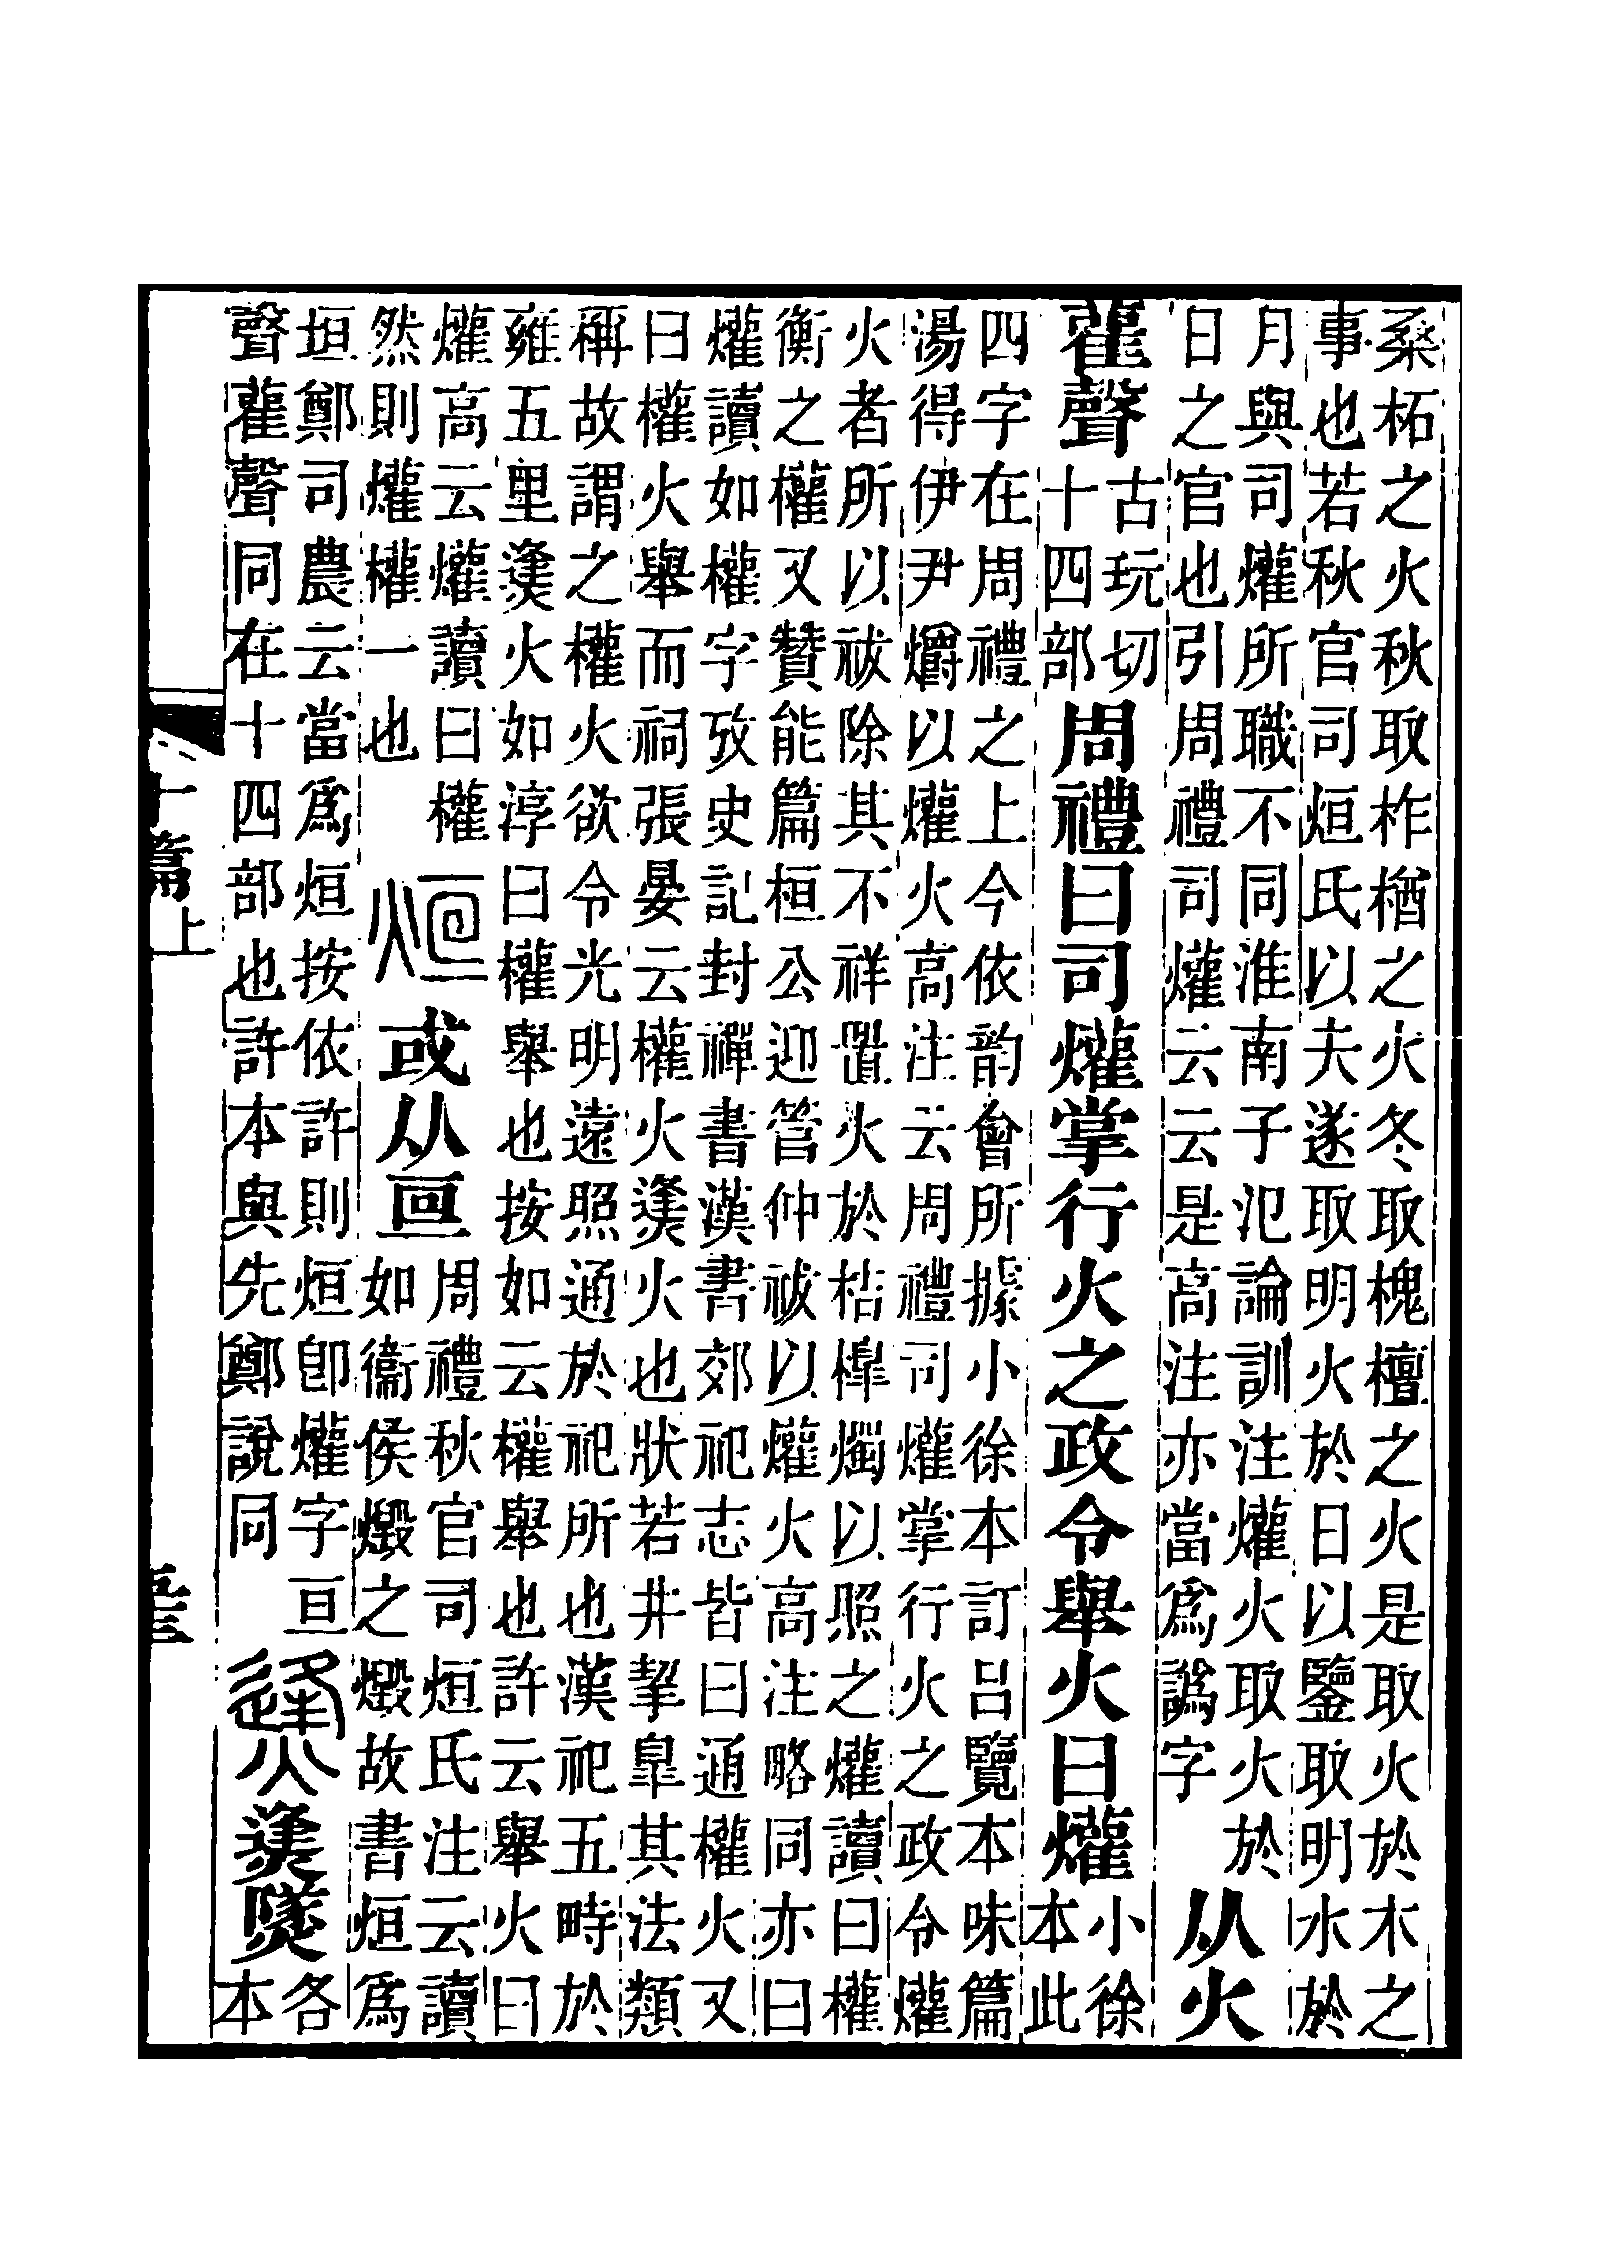 桑柘之火秋取柞楢之火冬取槐檀之火是取火於木之
事也若秋官司烜氏以夫遂取明火於日以鑒取明水於
月與司爟所職不同淮南子氾論訓注爟火取火於
日之官也引周禮司爟云云是高注亦當爲譌字
从火
雚聲
古玩切
十四部
周禮曰司爟掌行火之政令舉火曰爟
小徐
本此
四字在周禮之上今依韵會所據小徐本訂呂覽本味篇
湯得伊尹爝以爟火高注云周禮司爟掌行火之政令爟
火者所以祓除其不祥置火於桔橰燭以照之爟讀曰權
衡之權又贊能篇桓公迎管仲祓以爟火高注略同亦曰
爟讀如權字攷史記封禪書漢書郊祀志皆曰通權火又
曰權火舉而祠張晏云權火㷭火也狀若井挈臯其法類
稱故謂之權火欲令光明遠照通於祀所也漢祀五畤於
雍五里㷭火如淳曰權舉也按如云權舉也許云舉火曰
爟高云爟讀曰權
然則爟權一也
烜
或从亘
周禮秋官司烜氏注云讀
如衞侯燬之燬故書烜爲
垣鄭司農云當爲烜按依許則烜卽爟字亘
聲雚聲同在十四部也許本與先鄭說同
㷭
㷭㸂
各
本
十篇上